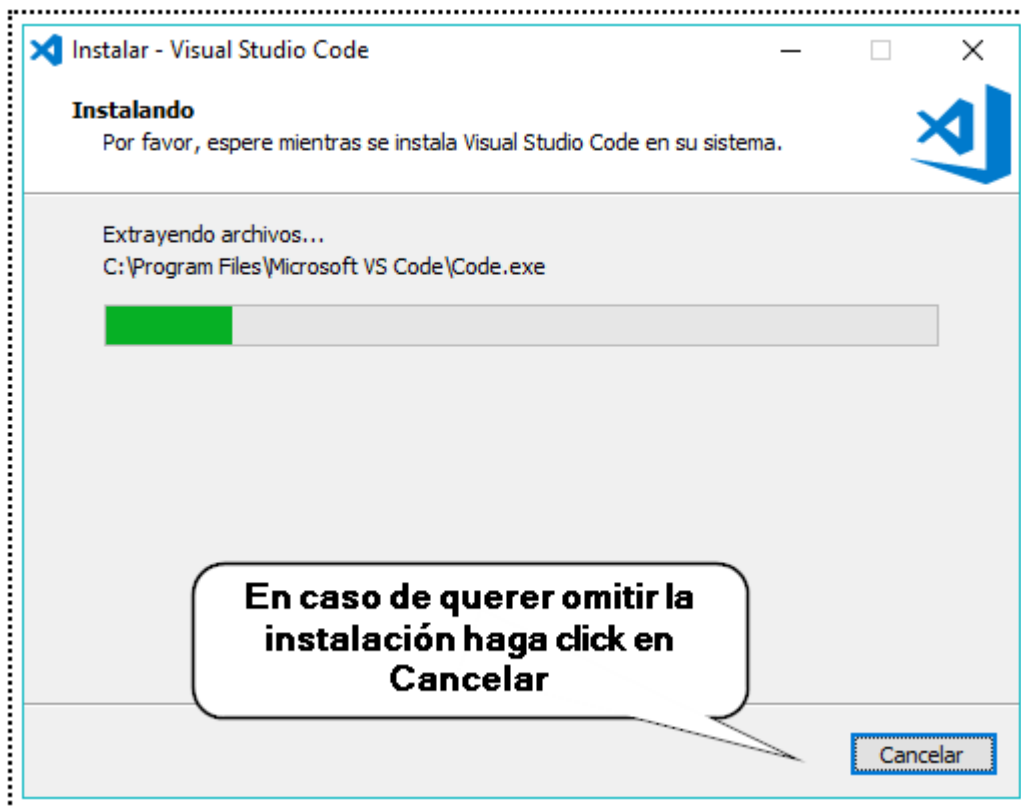 Instalar - Visual Studio Code
Instalando
Por favor, espere mientras se instala Visual Studio Code en su sistema.
Extrayendo archivos...
C:\Program Files\Microsoft VS Code\Code.exe
En caso de querer omitir la
instalación haga click en
Cancelar
Cancelar